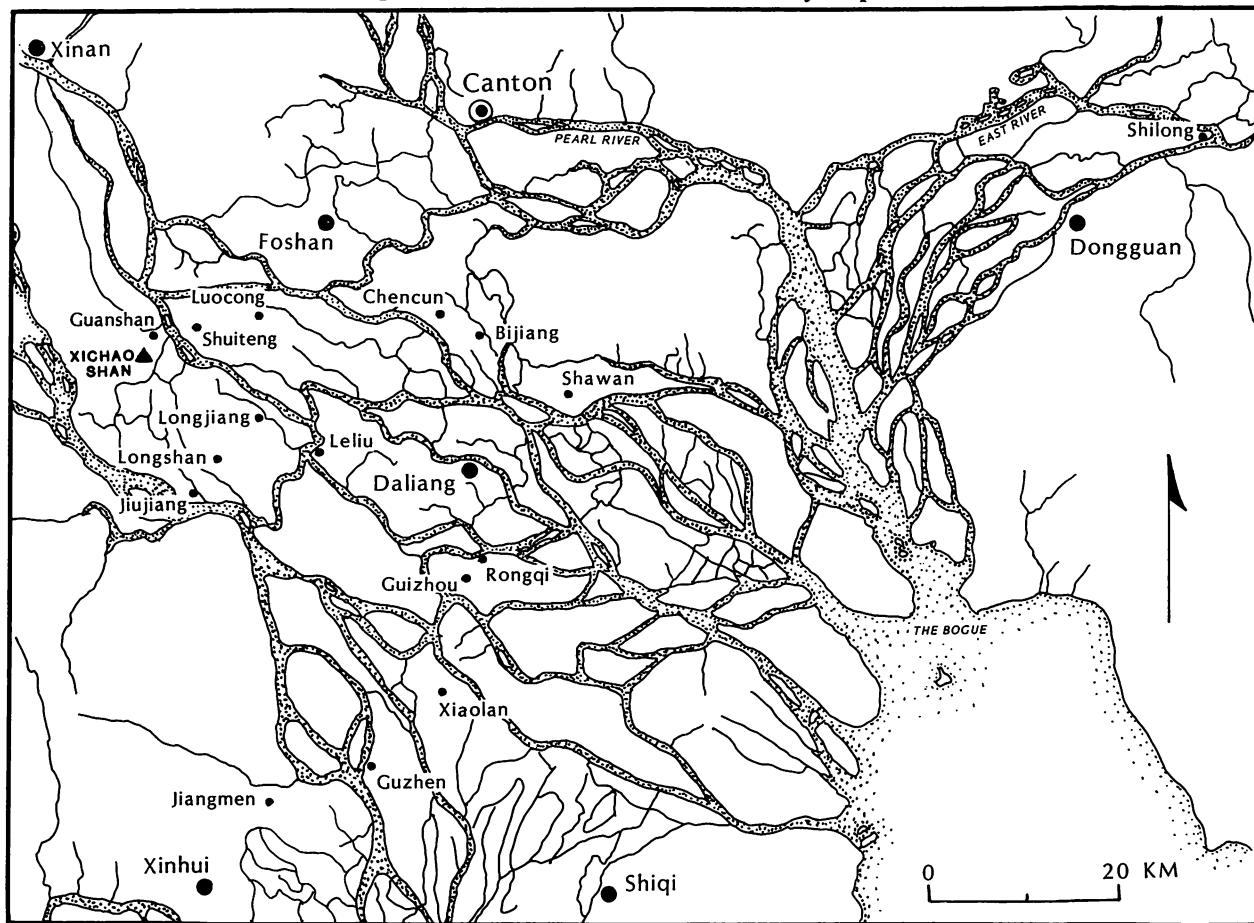 Xinan
Canton
PEARL RIVER
EAST RIVER
Shilong
Foshan
Dongguan
Luocong
Chencun
Guanshan
Shuiteng
Bijiang
XICHAO
SHAN
Shawan
Longjiang
Leliu
Longshan
Daliang
Jiujiang
Rongqi
Guizhou
THE BOGUE
Xiaolan
Guzhen
Jiangmen
Xinhui
Shiqi
0 20 KM